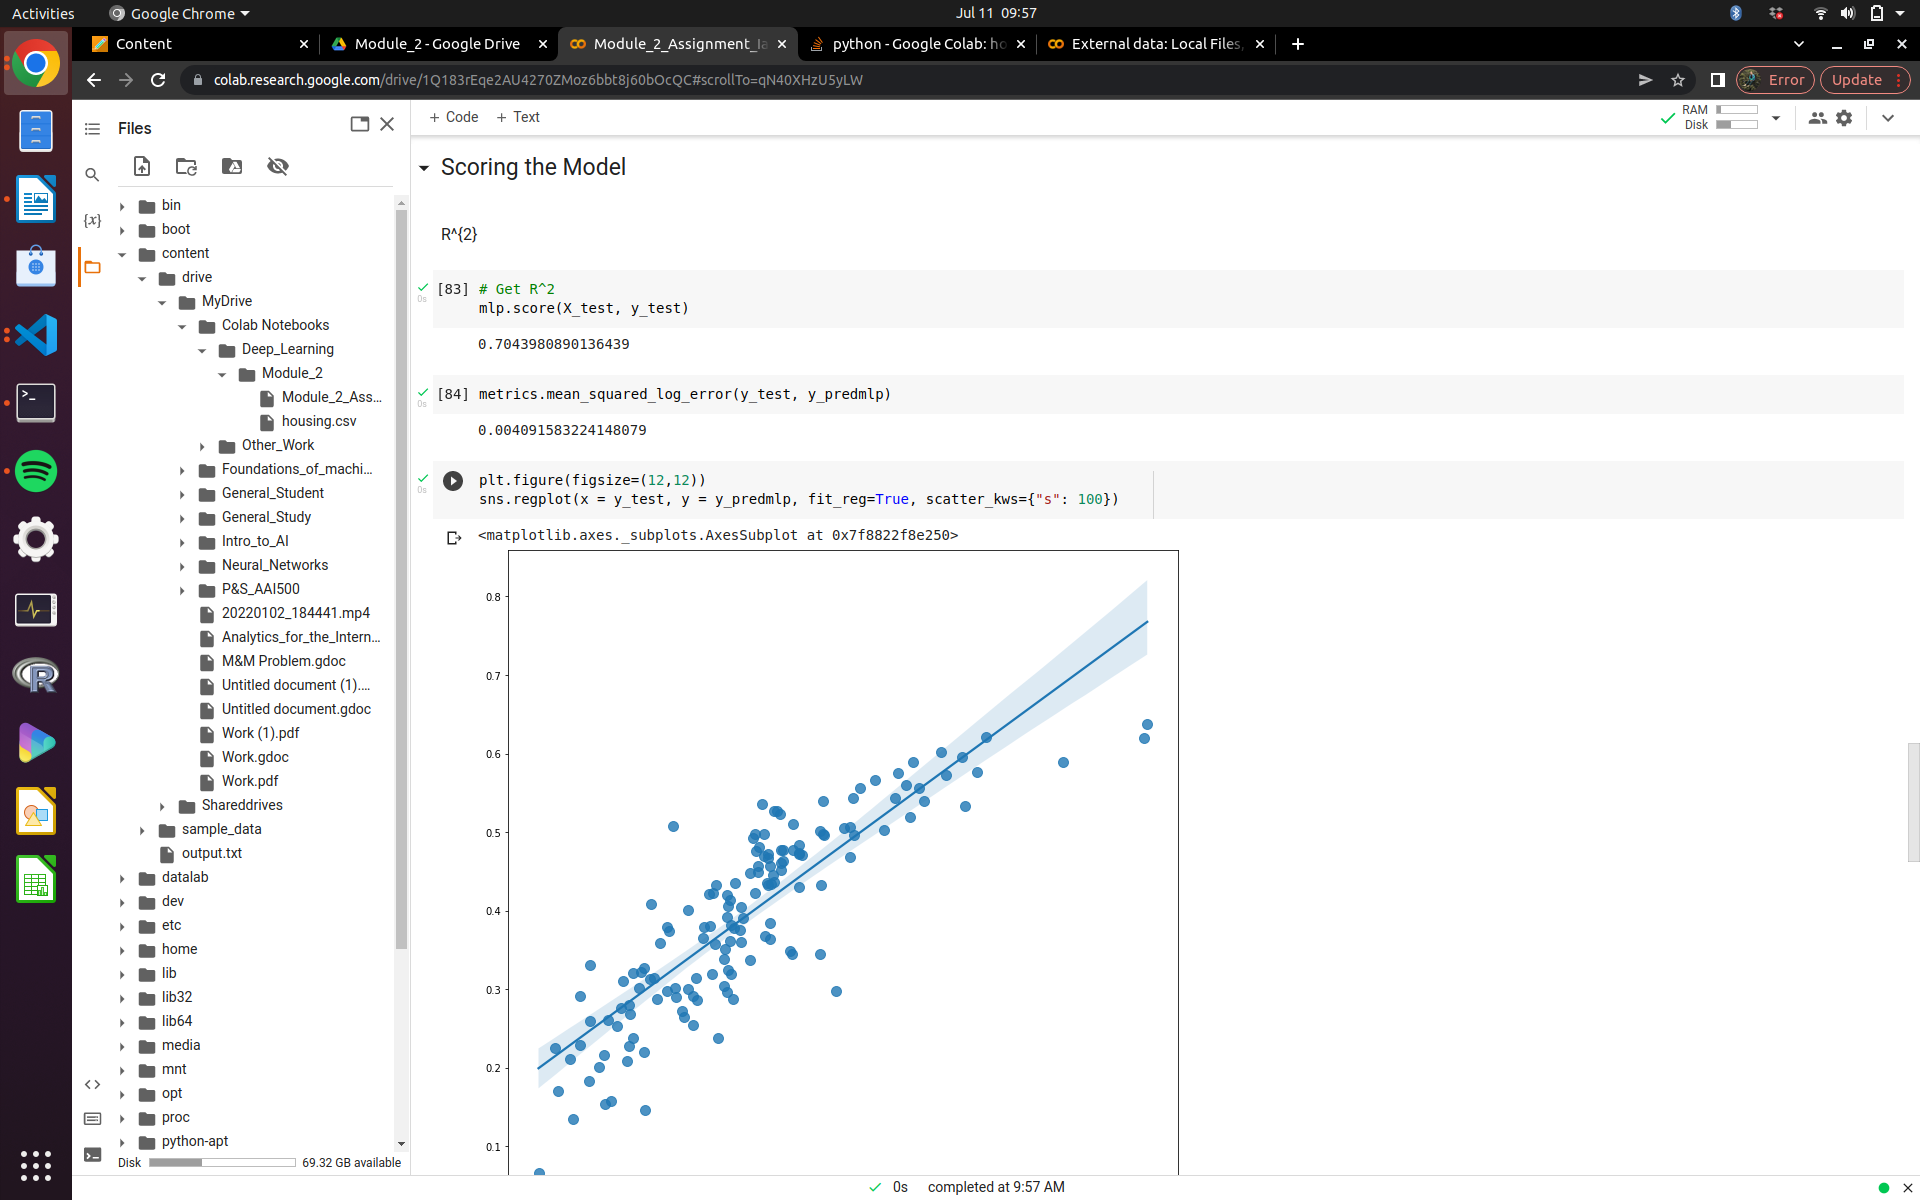 Activities
Google Chrome
Jul 11 09:57
Content
Module_2 - Google Drive
Module_2_Assignment_Ia
python - Google Colab: ho
External data: Local Files,
colab.research.google.com/drive/1Q183rEqe2AU4270ZMoz6bbt8j60bOcQC#scrollTo=qN40XHzU5yLW
Error
Update
Files
+ Code
+ Text
RAM
Disk
bin
boot
content
drive
MyDrive
Colab Notebooks
Deep_Learning
Module_2
Module_2_Ass...
housing.csv
Other_Work
Foundations_of_machi...
General_Student
General_Study
Intro_to_AI
Neural_Networks
P&S_AAI500
20220102_184441.mp4
Analytics_for_the_Intern...
M&M Problem.gdoc
Untitled document (1)....
Untitled document.gdoc
Work (1).pdf
Work.gdoc
Work.pdf
Shareddrives
sample_data
output.txt
datalab
dev
etc
home
lib
lib32
lib64
media
mnt
opt
proc
python-apt
Disk
69.32 GB available
Scoring the Model
R^{2}
0s
[83] # Get R^2
mlp.score(X_test, y_test)
0.7043980890136439
0s
[84] metrics.mean_squared_log_error(y_test, y_predmlp)
0.004091583224148079
0s
plt.figure(figsize=(12,12))
sns.regplot(x = y_test, y = y_predmlp, fit_reg=True, scatter_kws={"s": 100})
<matplotlib.axes._subplots.AxesSubplot at 0x7f8822f8e250>
0.8
0.7
0.6
0.5
0.4
0.3
0.2
0.1
0s
completed at 9:57 AM